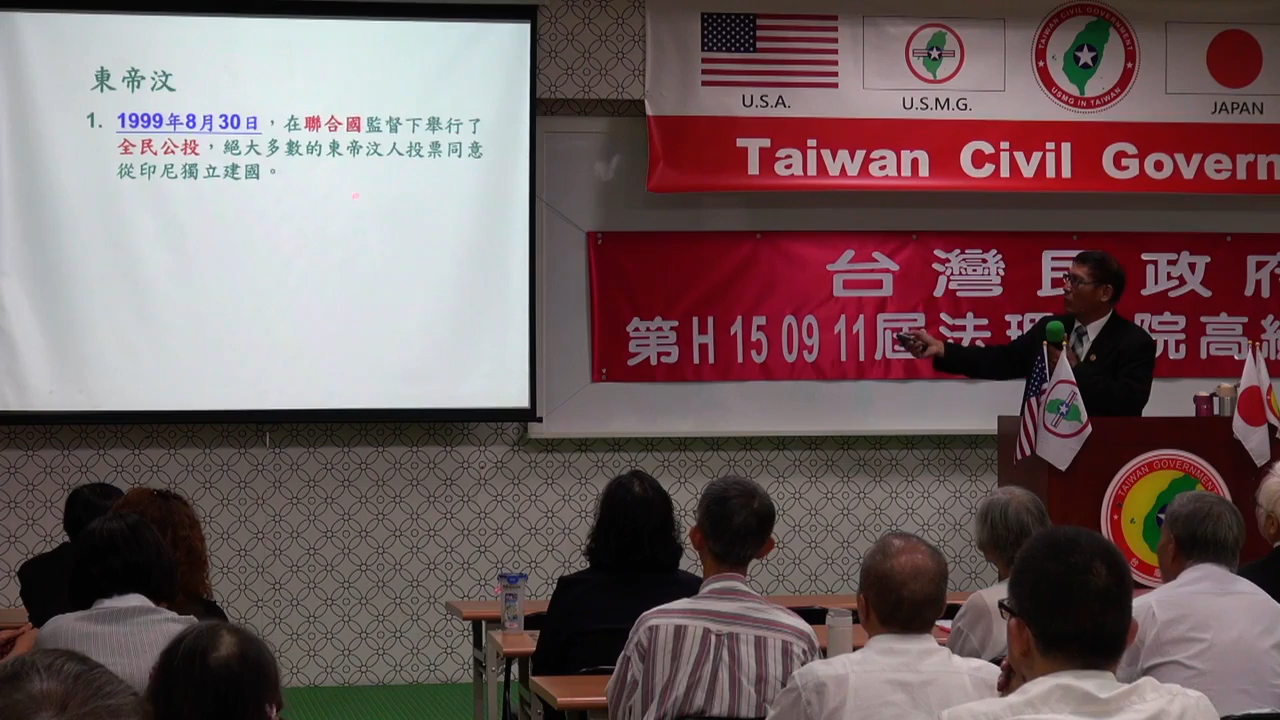 東帝汶
1. 1999年8月30日，在聯合國監督下舉行了
全民公投，絕大多數的東帝汶人投票同意
從印尼獨立建國。
U.S.A.
U.S.M.G.
TAIWAN CIVIL GOVERNMENT
USMG IN TAIWAN
JAPAN
Taiwan Civil Govern
台灣民政府
第H 15 09 11屆法理 院高
TAIWAN GOVERNMENT